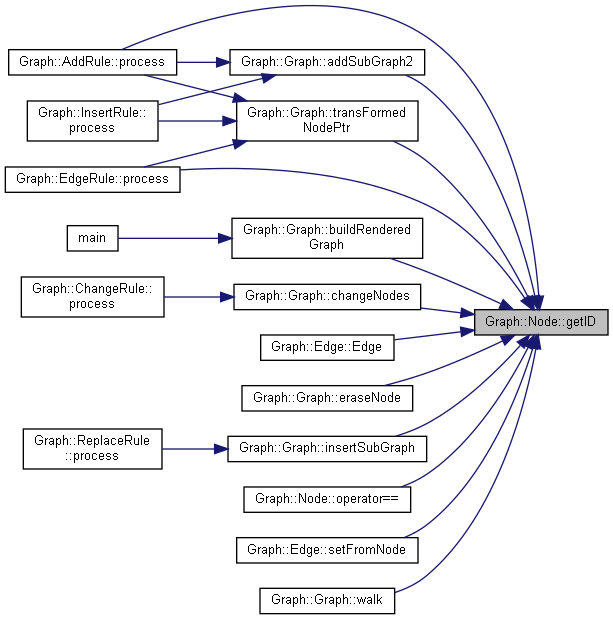 Graph::AddRule::process
Graph::Graph::addSubGraph2
Graph::InsertRule::
process
Graph::Graph::transFormed
NodePtr
Graph::EdgeRule::process
main
Graph::Graph::buildRendered
Graph
Graph::ChangeRule::
process
Graph::Graph::changeNodes
Graph::Node::getID
Graph::Edge::Edge
Graph::Graph::eraseNode
Graph::ReplaceRule
::process
Graph::Graph::insertSubGraph
Graph::Node::operator==
Graph::Edge::setFromNode
Graph::Graph::walk